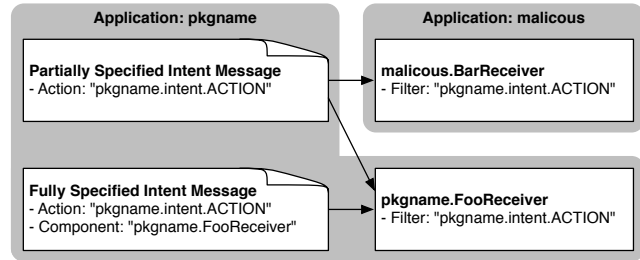 Application: pkgname
Application: malicous
Partially Specified Intent Message
- Action: "pkgname.intent.ACTION"
malicous.BarReceiver
- Filter: "pkgname.intent.ACTION"
Fully Specified Intent Message
- Action: "pkgname.intent.ACTION"
- Component: "pkgname.FooReceiver"
pkgname.FooReceiver
- Filter: "pkgname.intent.ACTION"